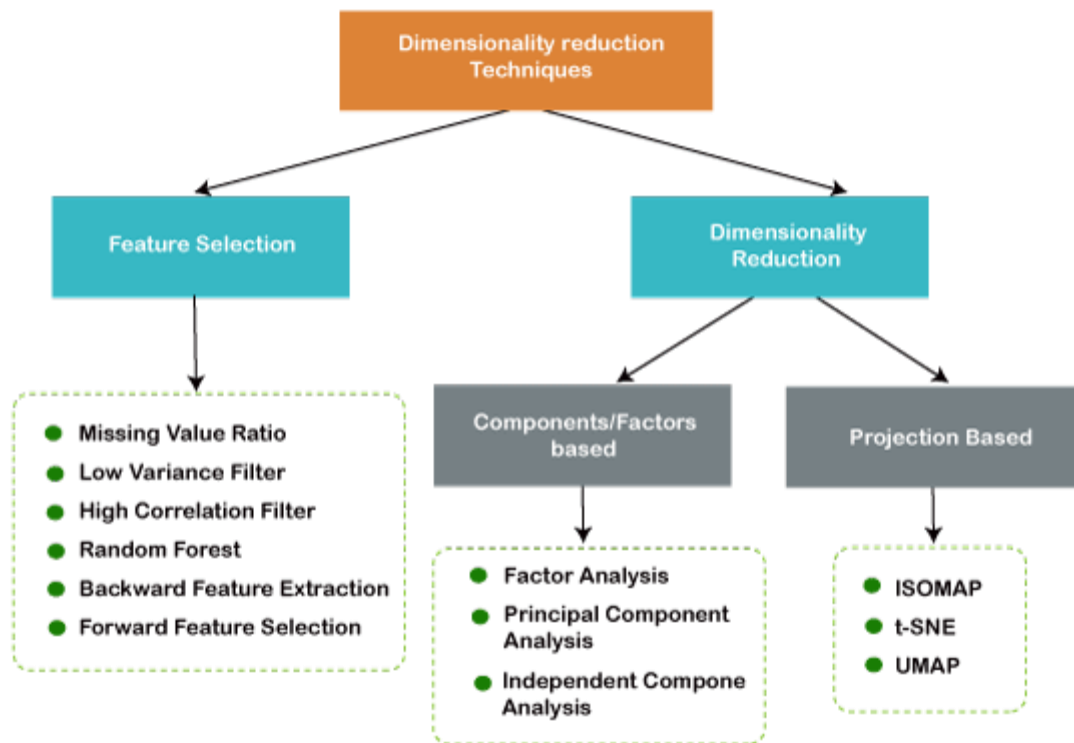 Dimensionality reduction
Techniques
Feature Selection
Dimensionality
Reduction
Components/Factors
based
Projection Based
Missing Value Ratio
Low Variance Filter
High Correlation Filter
Random Forest
Backward Feature Extraction
Forward Feature Selection
Factor Analysis
Principal Component
Analysis
Independent Compone
Analysis
ISOMAP
t-SNE
UMAP